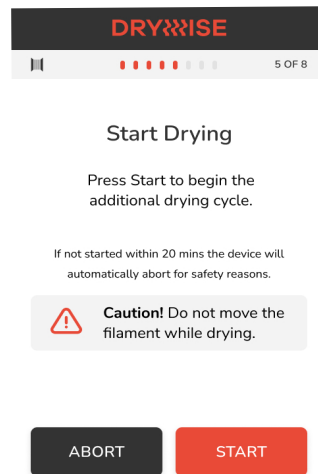 DRYWISE
5 OF 8
Start Drying
Press Start to begin the
additional drying cycle.
If not started within 20 mins the device will
automatically abort for safety reasons.
Caution! Do not move the
filament while drying.
ABORT
START